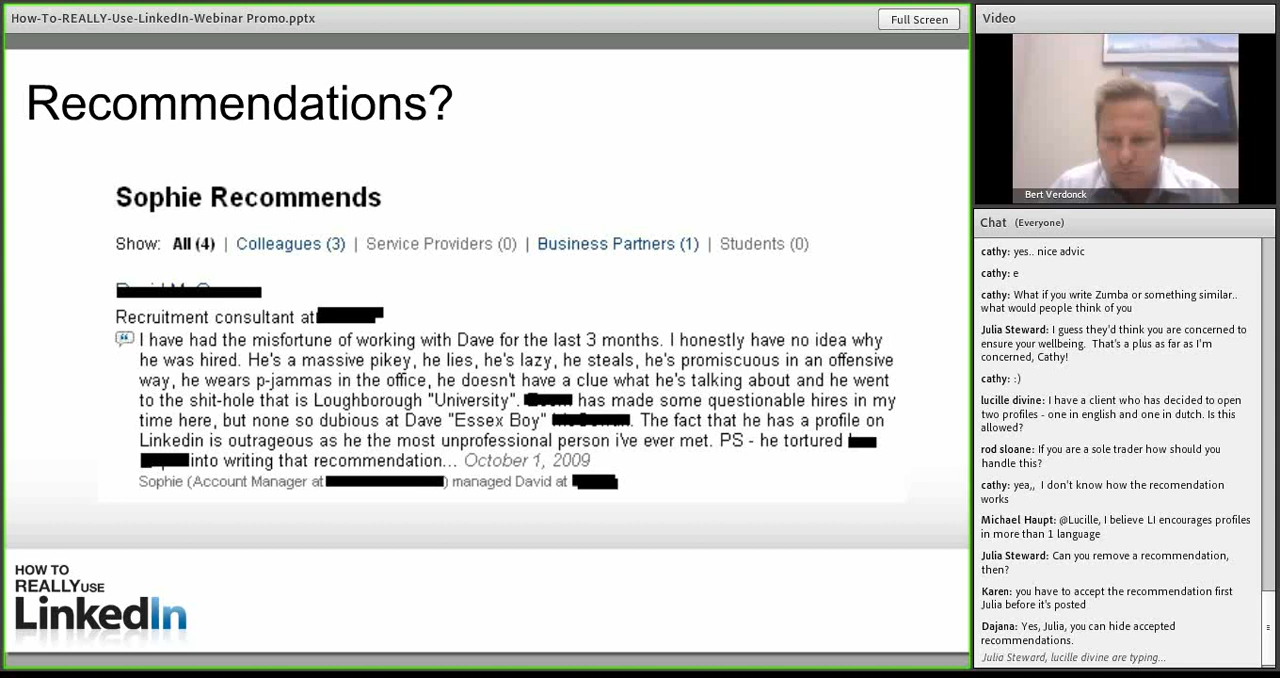 How-To-REALLY-Use-LinkedIn-Webinar Promo.pptx
Full Screen
Recommendations?
Sophie Recommends
Show: All (4) | Colleagues (3) | Service Providers (0) | Business Partners (1) | Students (0)
Recruitment consultant at
I have had the misfortune of working with Dave for the last 3 months. I honestly have no idea why
he was hired. He's a massive pikey, he lies, he's lazy, he steals, he's promiscuous in an offensive
way, he wears p-jammas in the office, he doesn't have a clue what he's talking about and he went
to the shit-hole that is Loughborough "University". has made some questionable hires in my
time here, but none so dubious at Dave "Essex Boy" . The fact that he has a profile on
Linkedin is outrageous as he the most unprofessional person i've ever met. PS - he tortured
into writing that recommendation... October 1, 2009
Sophie (Account Manager at ) managed David at
HOW TO
REALLY USE
LinkedIn
Video
Bert Verdonck
Chat (Everyone)
cathy: yes.. nice advic
cathy: e
cathy: What if you write Zumba or something similar..
what would people think of you
Julia Steward: I guess they'd think you are concerned to
ensure your wellbeing. That's a plus as far as I'm
concerned, Cathy!
cathy: :)
lucille divine: I have a client who has decided to open
two profiles - one in english and one in dutch. Is this
allowed?
rod sloane: If you are a sole trader how should you
handle this?
cathy: yea,, I don't know how the recomendation
works
Michael Haupt: @Lucille, I believe LI encourages profiles
in more than 1 language
Julia Steward: Can you remove a recommendation,
then?
Karen: you have to accept the recommendation first
Julia before it's posted
Dajana: Yes, Julia, you can hide accepted
recommendations.
Julia Steward, lucille divine are typing...